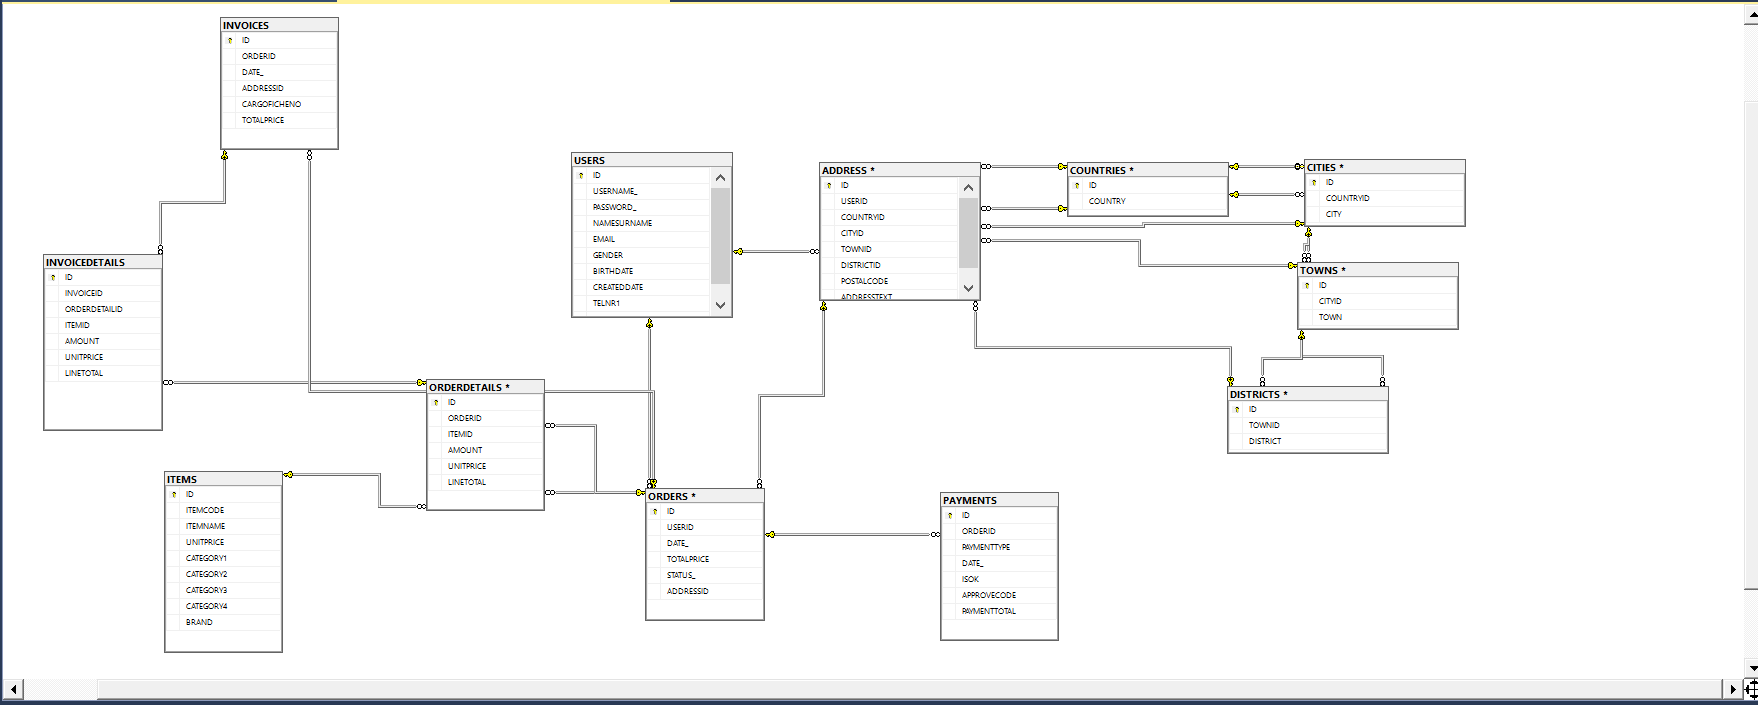 INVOICES
ID
ORDERID
DATE_
ADDRESSID
CARGOFICHENO
TOTALPRICE
USERS
ID
USERNAME_
PASSWORD_
NAMESURNAME
EMAIL
GENDER
BIRTHDATE
CREATEDDATE
TELNR1
ADDRESS *
ID
USERID
COUNTRYID
CITYID
TOWNID
DISTRICTID
POSTALCODE
ADDRESSTEXT
COUNTRIES *
ID
COUNTRY
CITIES *
ID
COUNTRYID
CITY
INVOICEDETAILS
ID
INVOICEID
ORDERDETAILID
ITEMID
AMOUNT
UNITPRICE
LINETOTAL
TOWNS *
ID
CITYID
TOWN
ORDERDETAILS *
ID
ORDERID
ITEMID
AMOUNT
UNITPRICE
LINETOTAL
DISTRICTS *
ID
TOWNID
DISTRICT
ITEMS
ID
ITEMCODE
ITEMNAME
UNITPRICE
CATEGORY1
CATEGORY2
CATEGORY3
CATEGORY4
BRAND
ORDERS *
ID
USERID
DATE_
TOTALPRICE
STATUS_
ADDRESSID
PAYMENTS
ID
ORDERID
PAYMENTTYPE
DATE_
ISOK
APPROVECODE
PAYMENTTOTAL